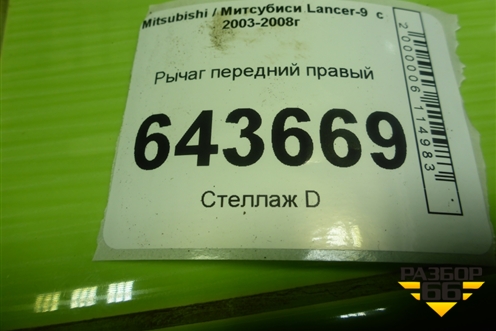 Mitsubishi / Митсубиси Lancer-9 с
2003-2008г
Рычаг передний правый
643669
Стеллаж D
2000006114983
РАЗБОР
66